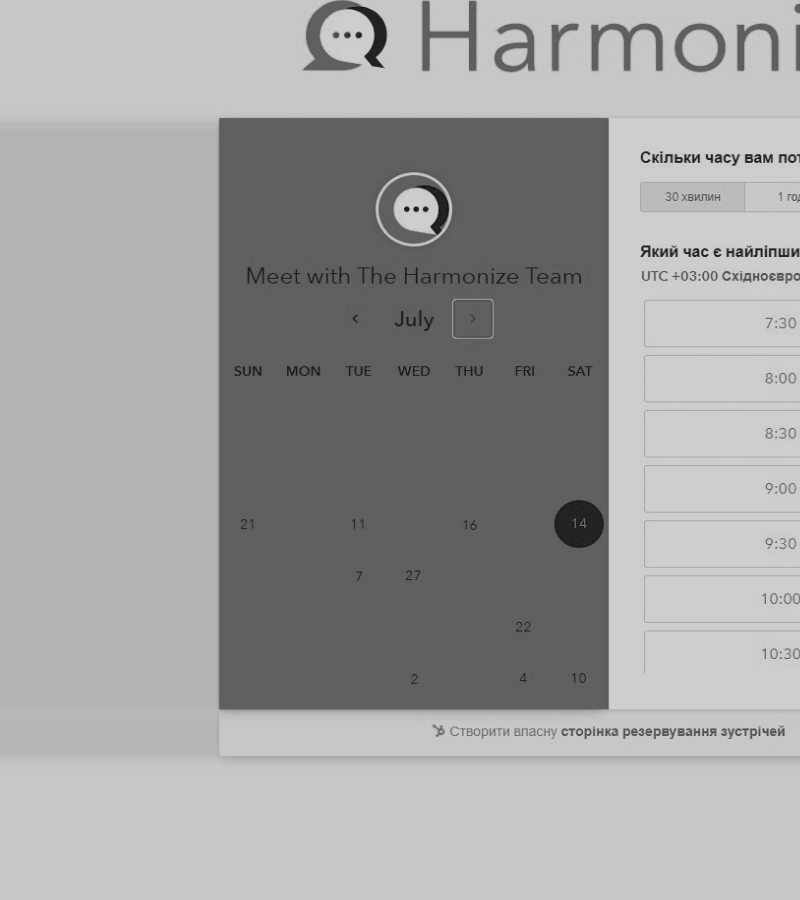 Harmoni
Meet with The Harmonize Team
July
SUN MON TUE WED THU FRI SAT
21 11 16 14
7 27
22
2 4 10
Скільки часу вам пот
30 хвилин 1 год
Який час є найліпши
UTC +03:00 Східноєвро
7:30
8:00
8:30
9:00
9:30
10:00
10:30
Створити власну сторінка резервування зустрічей